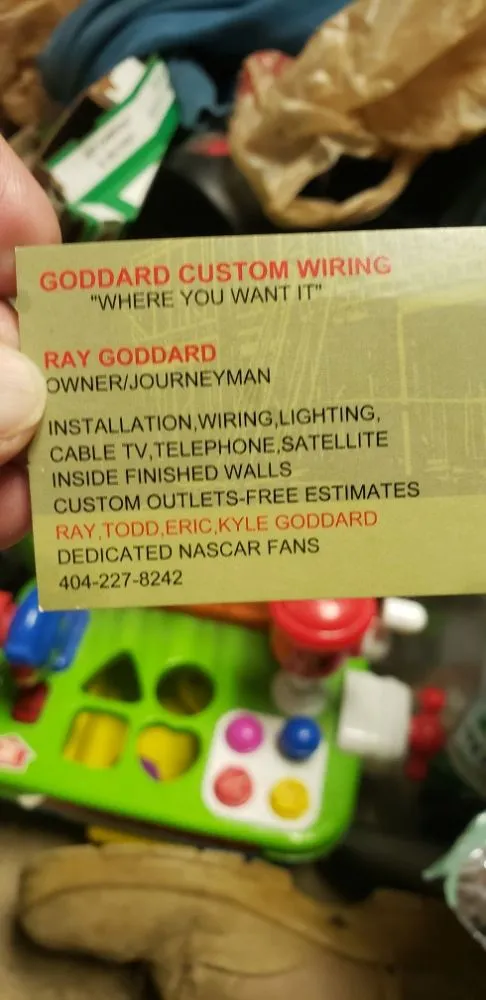 GODDARD CUSTOM WIRING
"WHERE YOU WANT IT"
RAY GODDARD
OWNER/JOURNEYMAN
INSTALLATION,WIRING,LIGHTING,
CABLE TV,TELEPHONE,SATELLITE
INSIDE FINISHED WALLS
CUSTOM OUTLETS-FREE ESTIMATES
RAY,TODD,ERIC,KYLE GODDARD
DEDICATED NASCAR FANS
404-227-8242